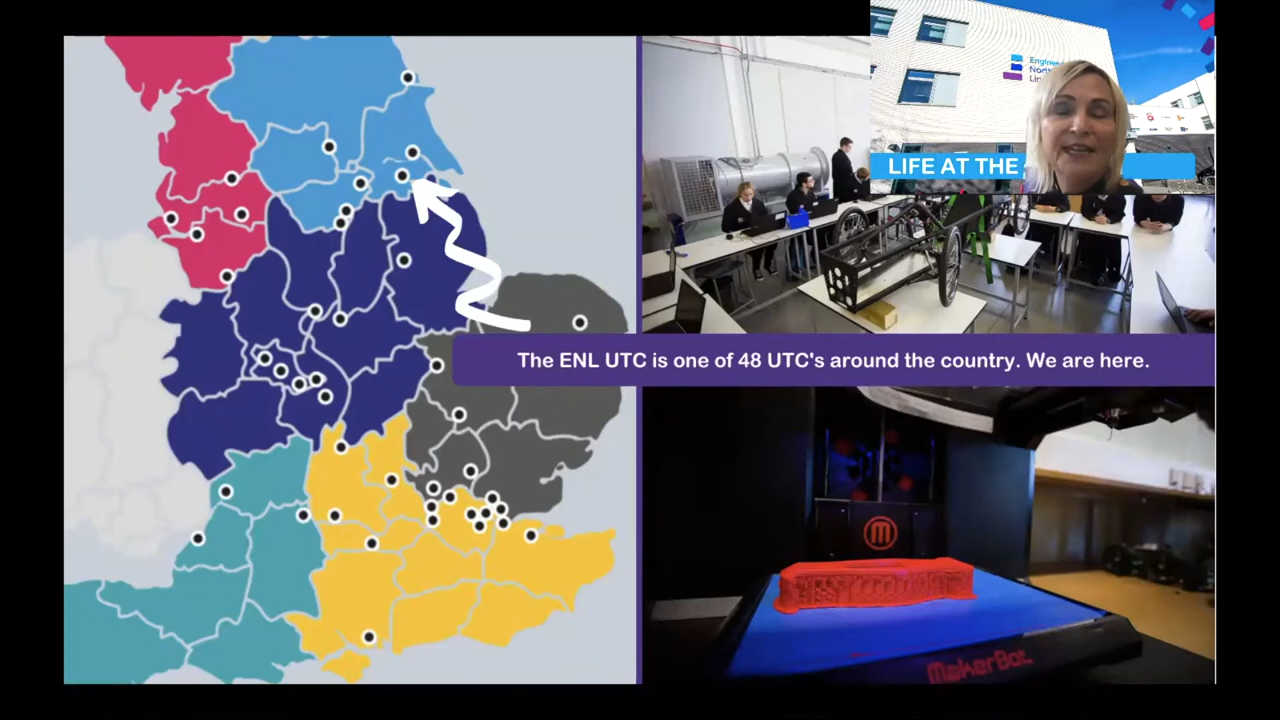 LIFE AT THE
The ENL UTC is one of 48 UTC's around the country. We are here.
MakerBot